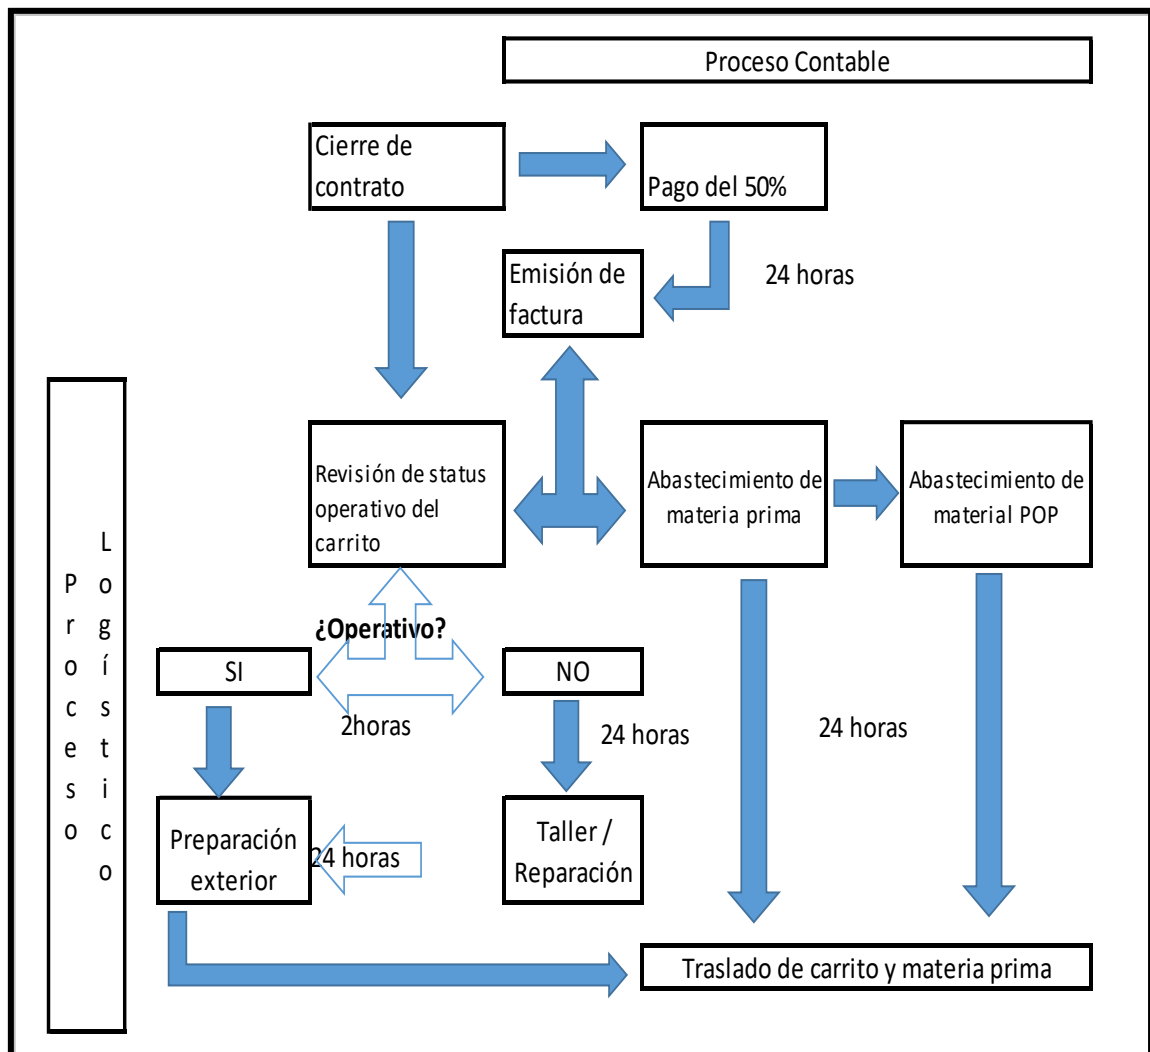 Proceso Contable
Cierre de
contrato
Pago del 50%
Emisión de
factura
24 horas
Revisión de status
operativo del
carrito
Abastecimiento de
materia prima
Abastecimiento de
material POP
Proceso
Logístico
¿Operativo?
SI
NO
2horas
24 horas
24 horas
Preparación
exterior
24 horas
Taller /
Reparación
Traslado de carrito y materia prima